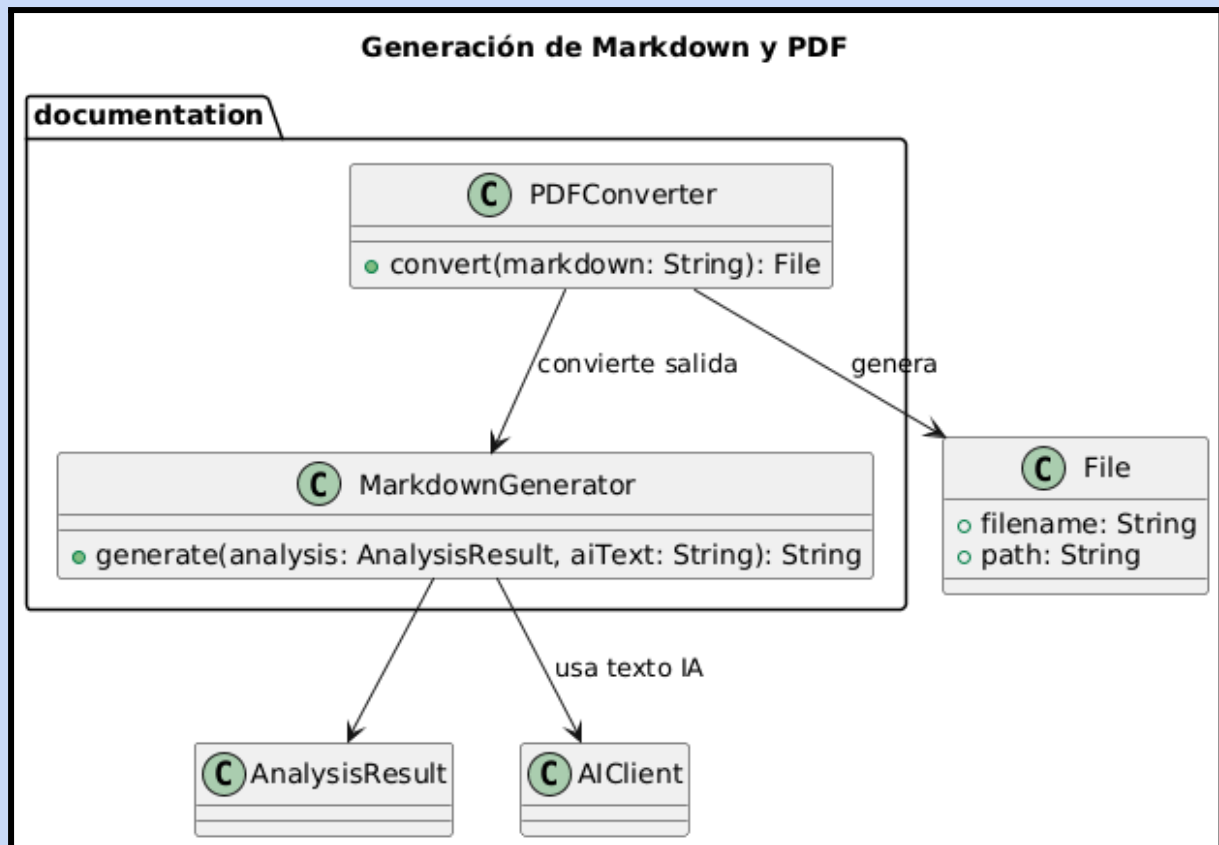 Generación de Markdown y PDF
documentation
C PDFConverter
convert(markdown: String): File
convierte salida
genera
C MarkdownGenerator
generate(analysis: AnalysisResult, aiText: String): String
C File
filename: String
path: String
usa texto IA
C AnalysisResult
C AIClient